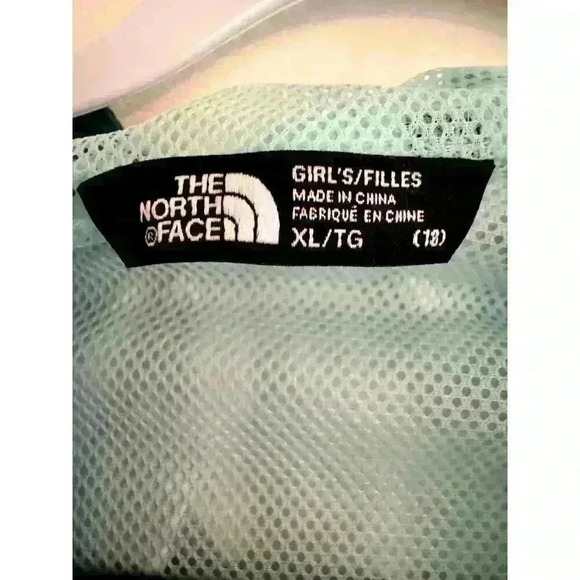 THE
NORTH
®FACE
GIRL'S/FILLES
MADE IN CHINA
FABRIQUÉ EN CHINE
XL/TG (18)